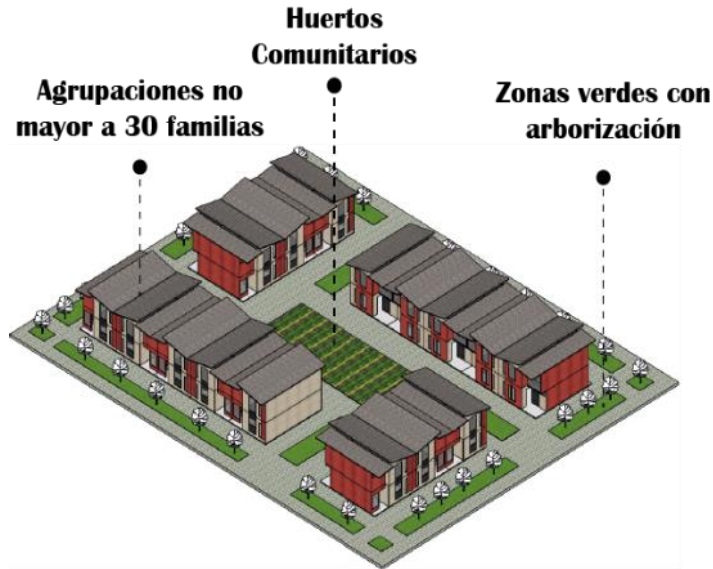 Huertos
Comunitarios
Agrupaciones no
mayor a 30 familias
Zonas verdes con
arborización